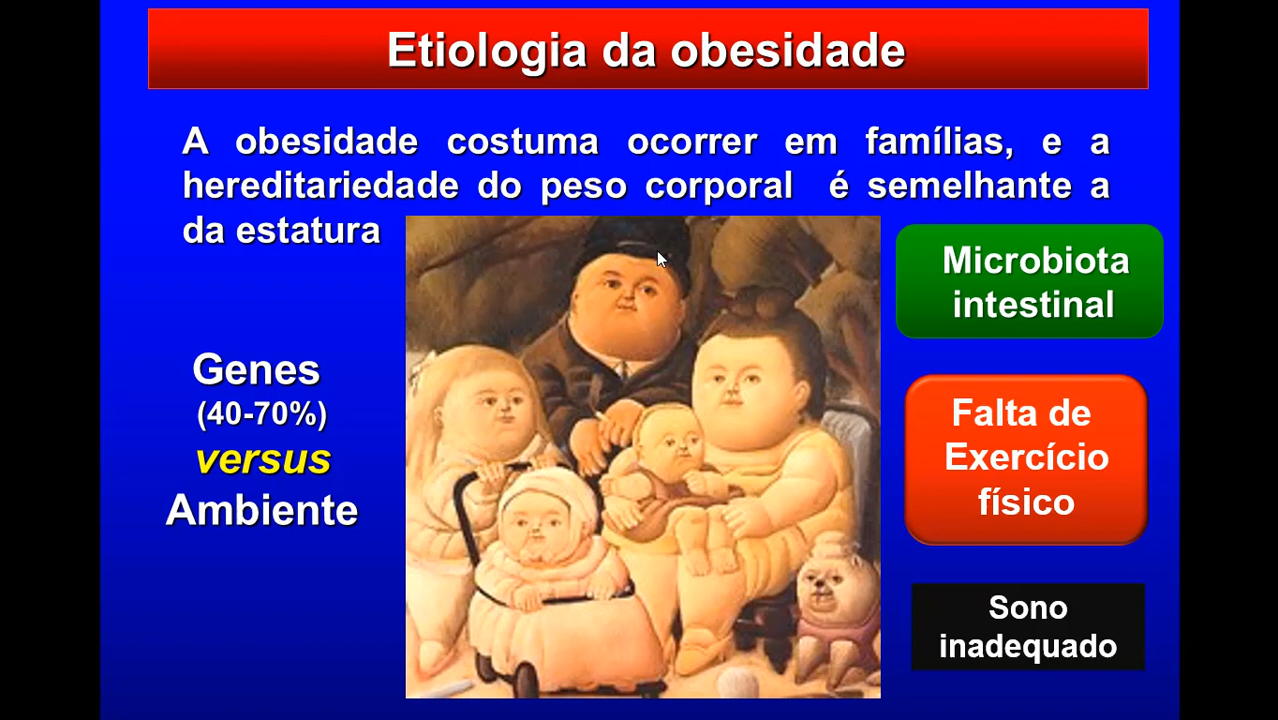 Etiologia da obesidade
A obesidade costuma ocorrer em famílias, e a
hereditariedade do peso corporal é semelhante a
da estatura
Microbiota
intestinal
Genes
(40-70%)
versus
Ambiente
Falta de
Exercício
físico
Sono
inadequado